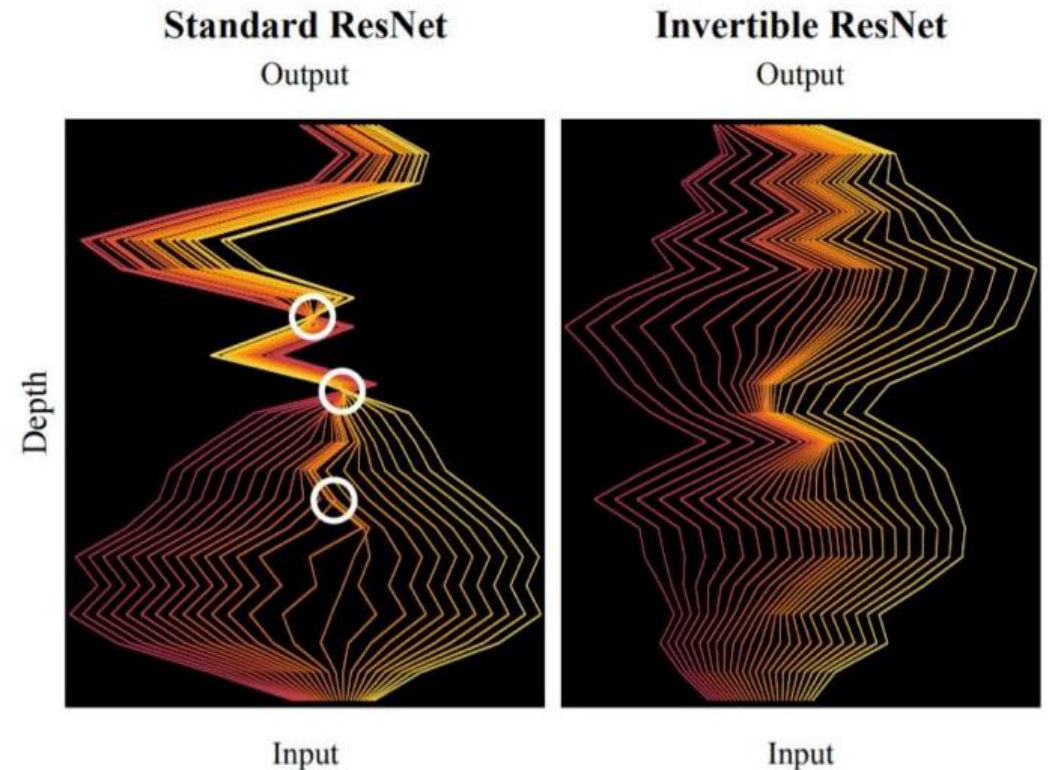 Standard ResNet
Output
Depth
Input
Invertible ResNet
Output
Input